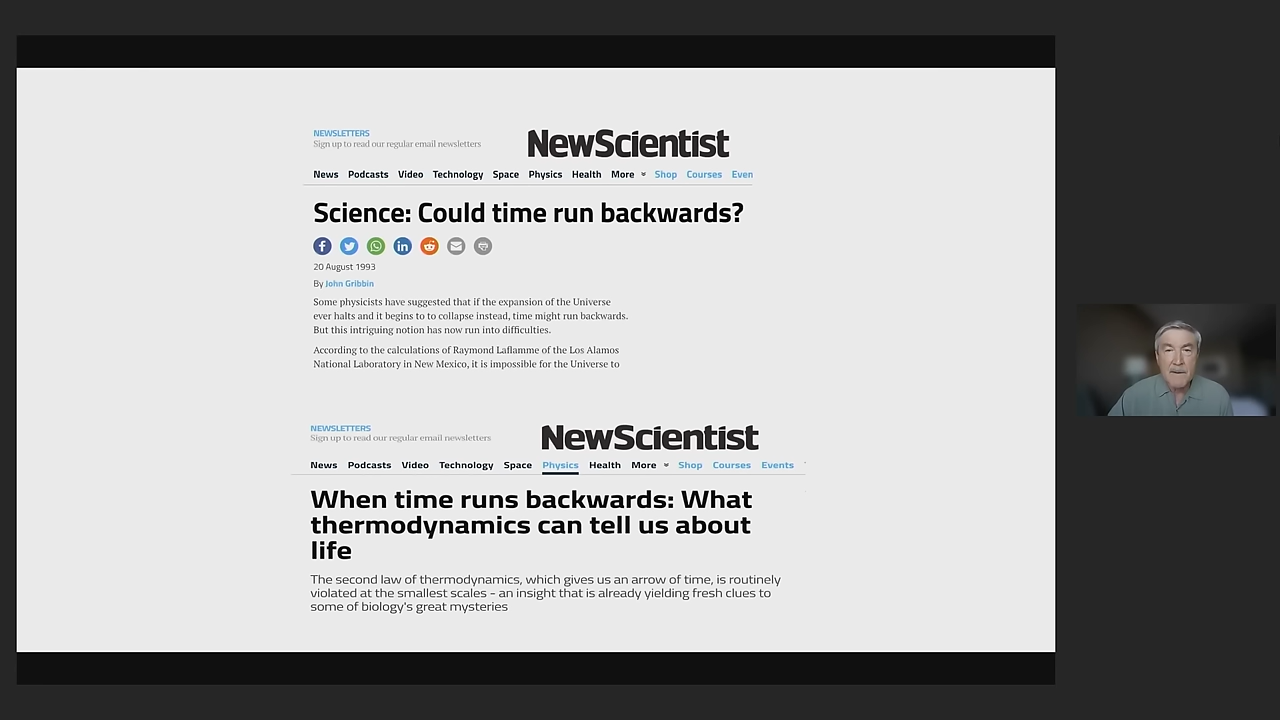 NEWSLETTERS
Sign up to read our regular email newsletters
NewScientist
News Podcasts Video Technology Space Physics Health More Shop Courses Even
Science: Could time run backwards?
20 August 1993
By John Gribbin
Some physicists have suggested that if the expansion of the Universe
ever halts and it begins to to collapse instead, time might run backwards.
But this intriguing notion has now run into difficulties.
According to the calculations of Raymond Laflamme of the Los Alamos
National Laboratory in New Mexico, it is impossible for the Universe to
NEWSLETTERS
Sign up to read our regular email newsletters
NewScientist
News Podcasts Video Technology Space Physics Health More Shop Courses Events
When time runs backwards: What
thermodynamics can tell us about
life
The second law of thermodynamics, which gives us an arrow of time, is routinely
violated at the smallest scales - an insight that is already yielding fresh clues to
some of biology's great mysteries